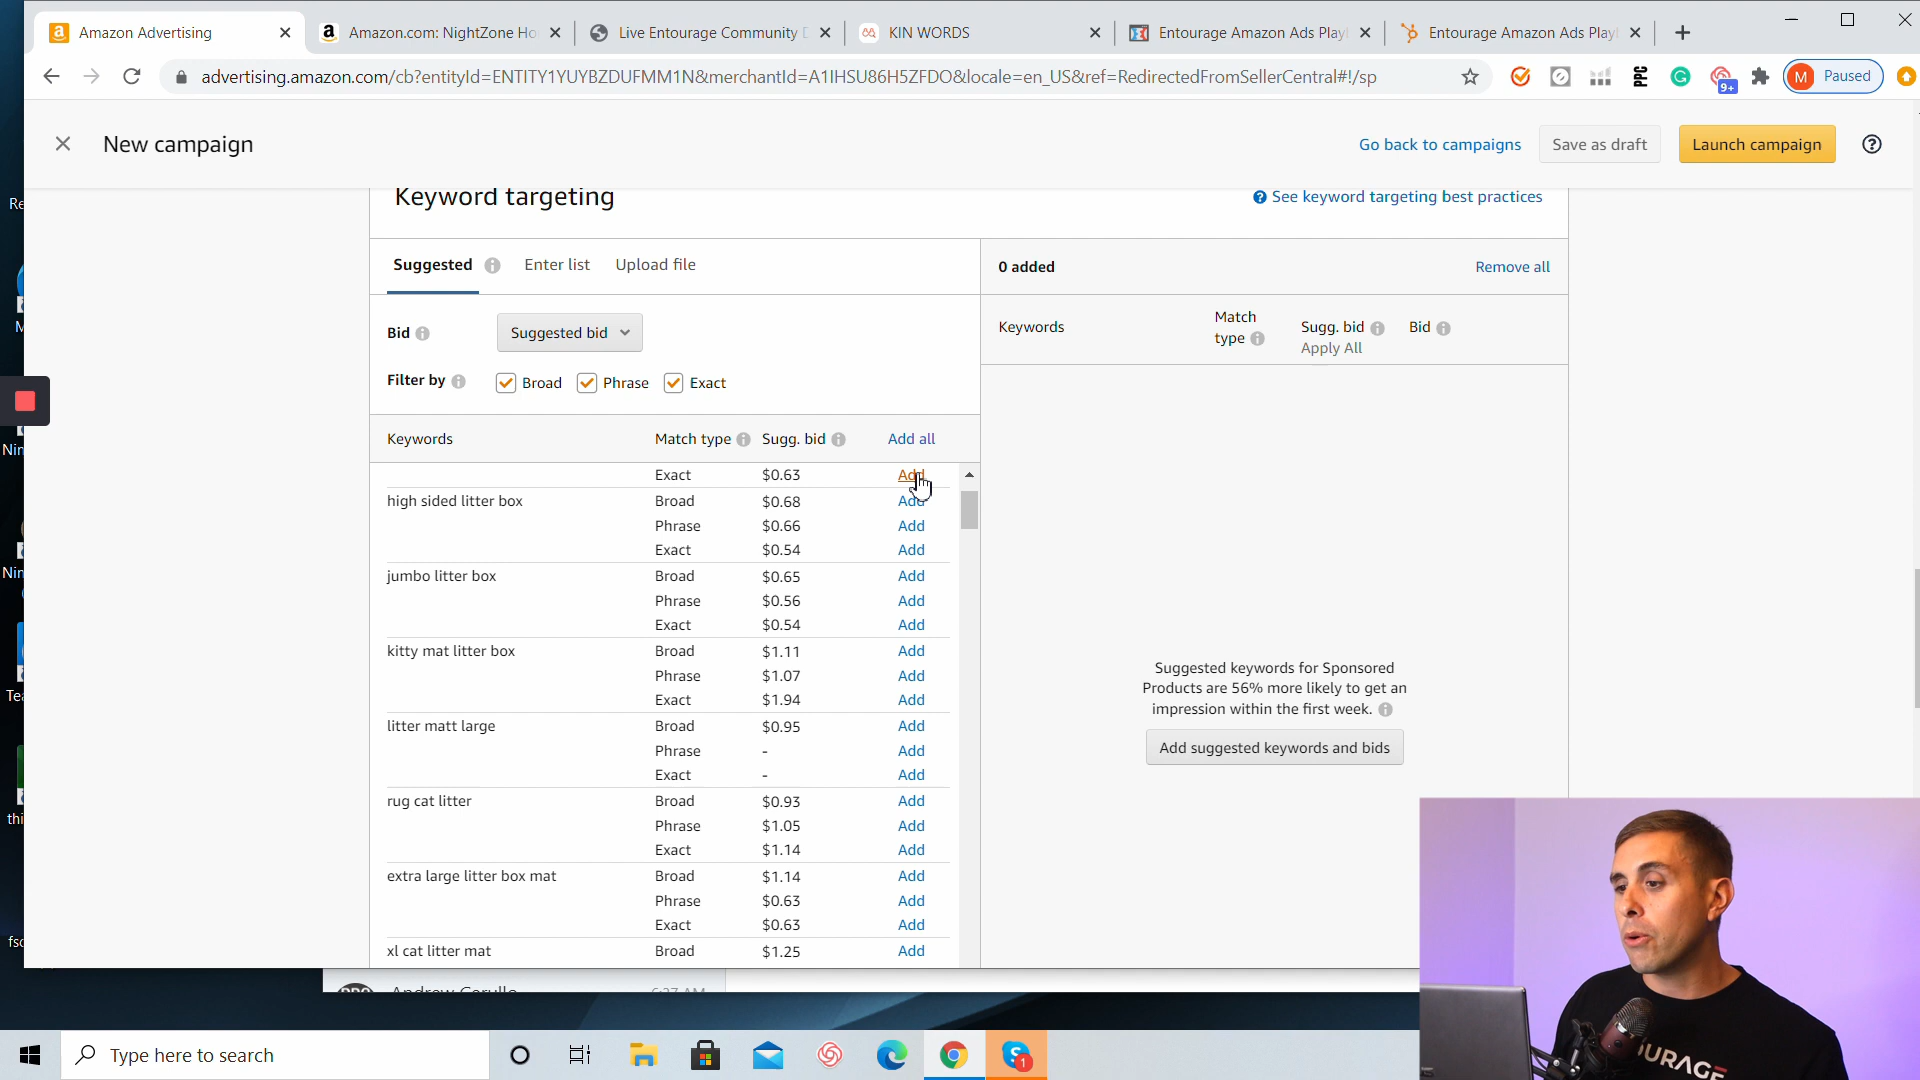 Amazon Advertising
Amazon.com: NightZone Ho
Live Entourage Community
KIN WORDS
Entourage Amazon Ads Play
Entourage Amazon Ads Play
advertising.amazon.com/cb?entityId=ENTITY1YUYBZDUFMM1N&merchantId=A1IHSU86H5ZFDO&locale=en_US&ref=RedirectedFromSellerCentral#!/sp
PPC
9+
M Paused
New campaign
Go back to campaigns
Save as draft
Launch campaign
Keyword targeting
See keyword targeting best practices
Suggested
Enter list
Upload file
0 added
Remove all
Bid
Suggested bid
Keywords
Match type
Sugg. bid
Apply All
Bid
Filter by
Broad
Phrase
Exact
Keywords Match type Sugg. bid Add all
Exact $0.63 Add
high sided litter box Broad $0.68 Add
Phrase $0.66 Add
Exact $0.54 Add
jumbo litter box Broad $0.65 Add
Phrase $0.56 Add
Exact $0.54 Add
kitty mat litter box Broad $1.11 Add
Phrase $1.07 Add
Exact $1.94 Add
litter matt large Broad $0.95 Add
Phrase - Add
Exact - Add
rug cat litter Broad $0.93 Add
Phrase $1.05 Add
Exact $1.14 Add
extra large litter box mat Broad $1.14 Add
Phrase $0.63 Add
Exact $0.63 Add
xl cat litter mat Broad $1.25 Add
Suggested keywords for Sponsored
Products are 56% more likely to get an
impression within the first week.
Add suggested keywords and bids
Type here to search
1
URAGE